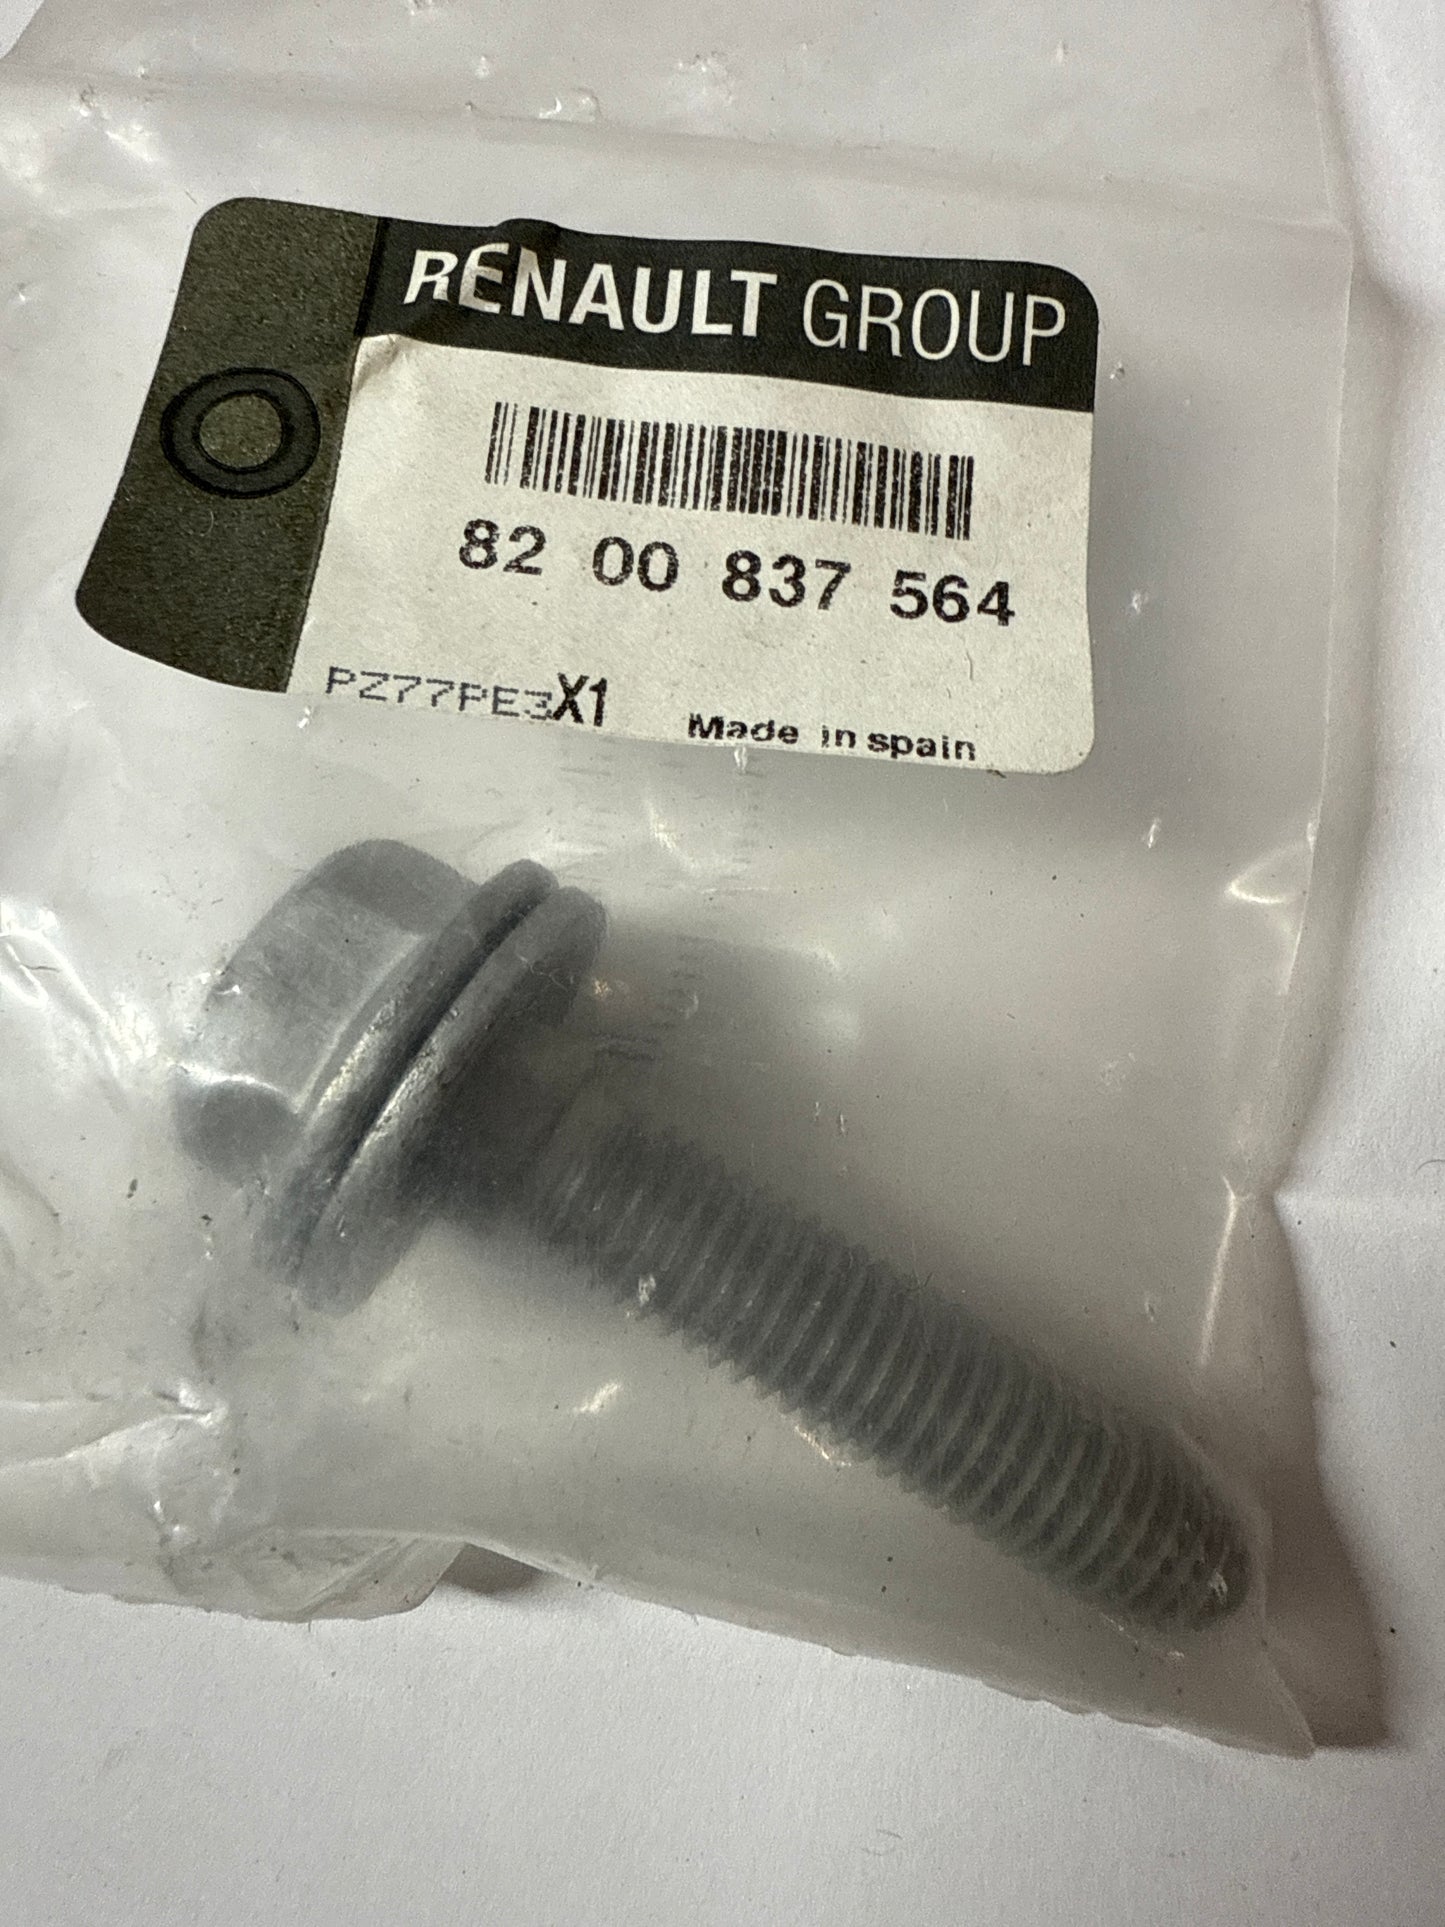 RENAULT GROUP
82 00 837 564
PZ77PE3X1 Made in spain